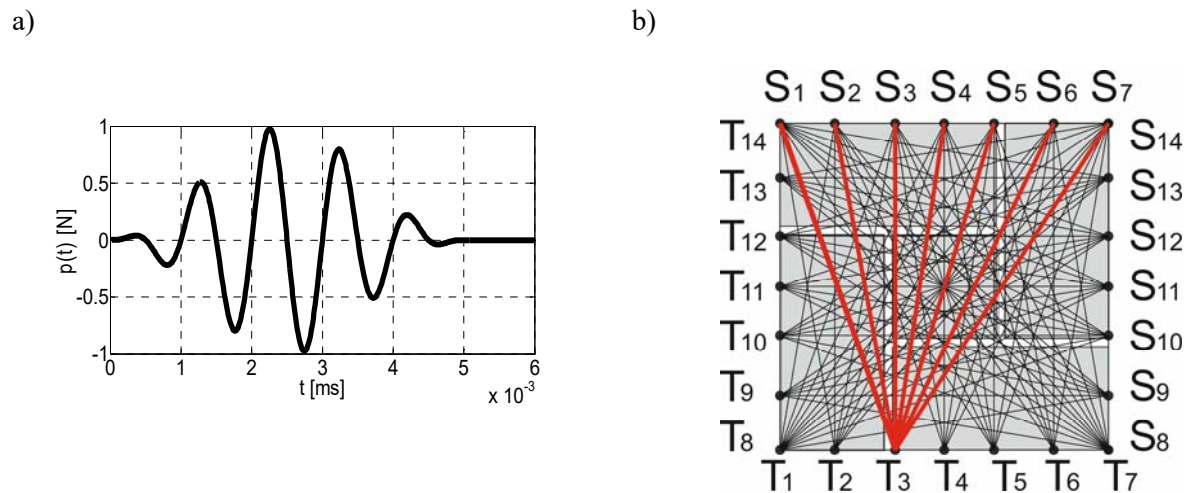 a)
b)
p(t) [N]
1
0.5
0
-0.5
-1
0 1 2 3 4 5 6
t [ms]
x 10⁻³
S₁ S₂ S₃ S₄ S₅ S₆ S₇
T₁₄ S₁₄
T₁₃ S₁₃
T₁₂ S₁₂
T₁₁ S₁₁
T₁₀ S₁₀
T₉ S₉
T₈ S₈
T₁ T₂ T₃ T₄ T₅ T₆ T₇